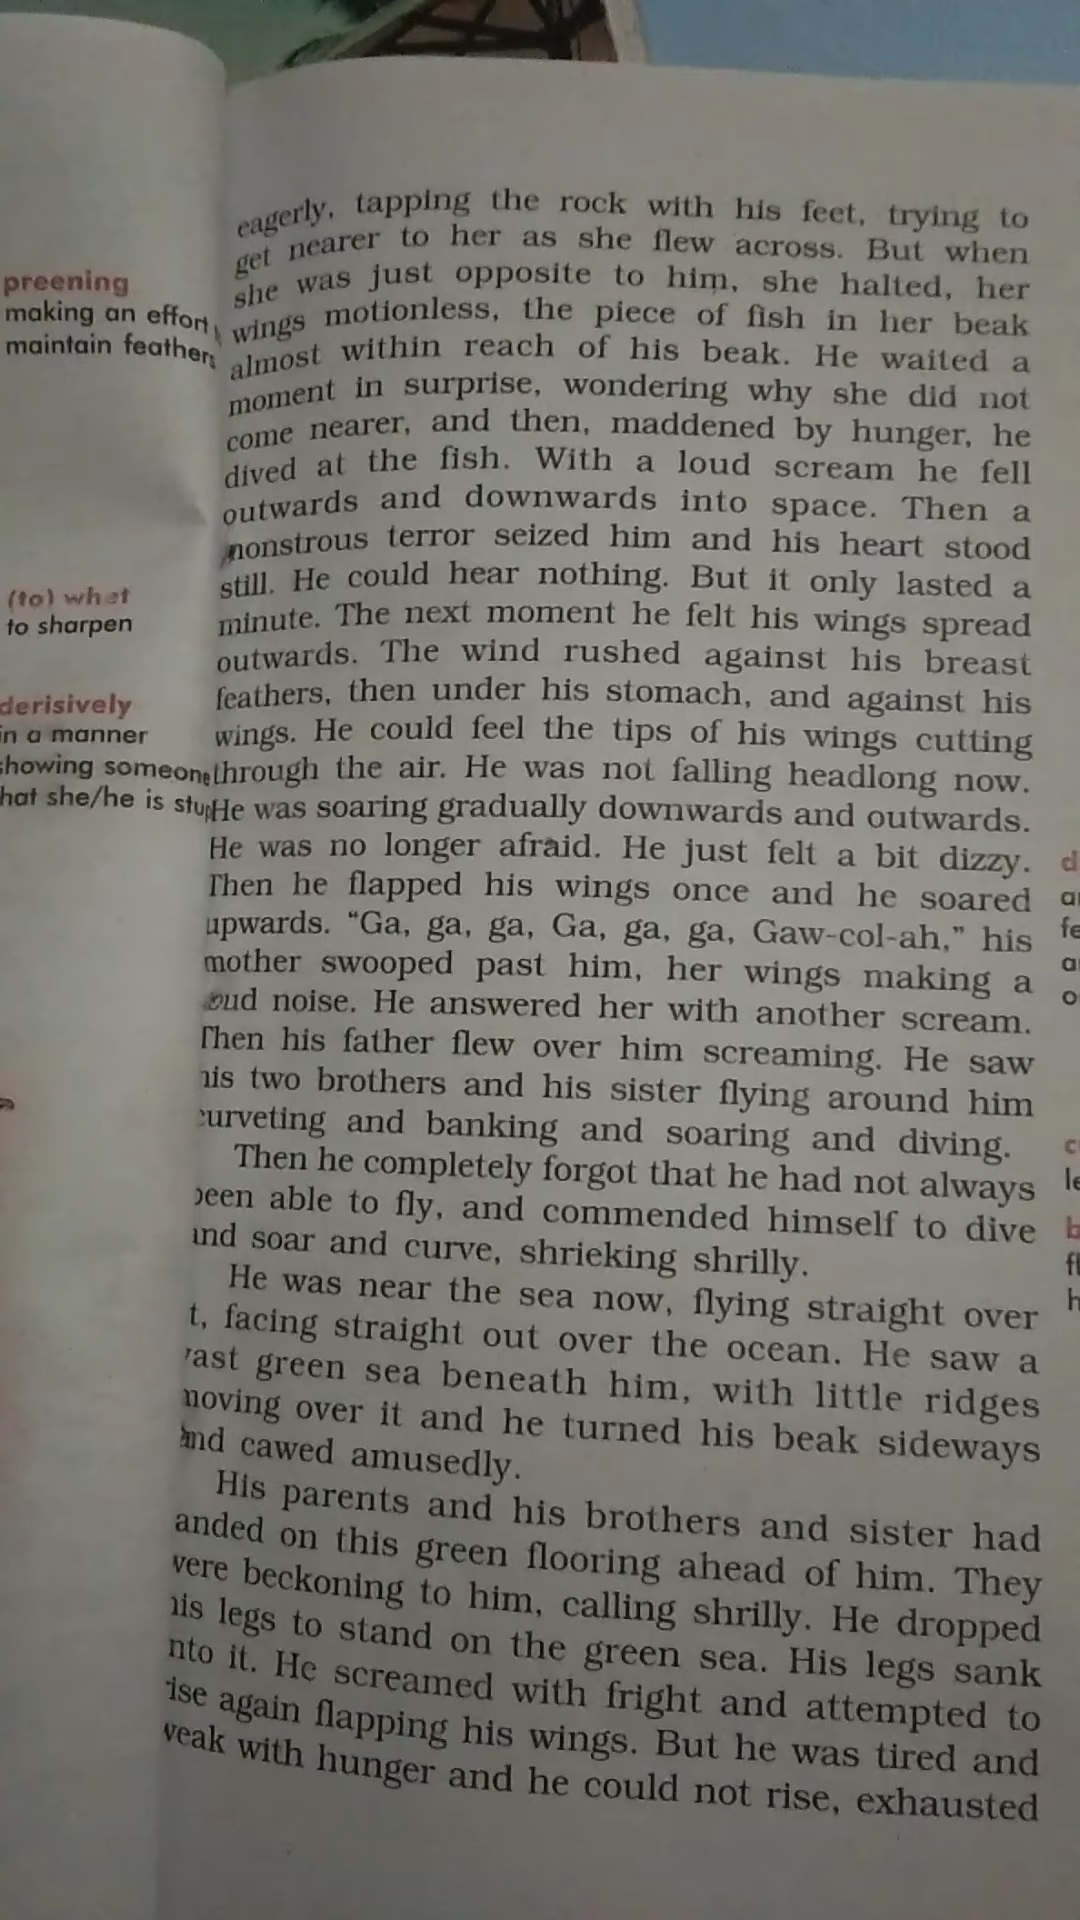 preening
making an effort
maintain feathers
(to) whet
to sharpen
derisively
in a manner
showing someone
hat she/he is stup
eagerly, tapping the rock with his feet, trying to
get nearer to her as she flew across. But when
she was just opposite to him, she halted, her
wings motionless, the piece of fish in her beak
almost within reach of his beak. He waited a
moment in surprise, wondering why she did not
come nearer, and then, maddened by hunger, he
dived at the fish. With a loud scream he fell
outwards and downwards into space. Then a
monstrous terror seized him and his heart stood
still. He could hear nothing. But it only lasted a
minute. The next moment he felt his wings spread
outwards. The wind rushed against his breast
feathers, then under his stomach, and against his
wings. He could feel the tips of his wings cutting
through the air. He was not falling headlong now.
He was soaring gradually downwards and outwards.
He was no longer afraid. He just felt a bit dizzy.
Then he flapped his wings once and he soared
upwards. “Ga, ga, ga, Ga, ga, ga, Gaw-col-ah,” his
mother swooped past him, her wings making a
oud noise. He answered her with another scream.
Then his father flew over him screaming. He saw
his two brothers and his sister flying around him
curveting and banking and soaring and diving.
Then he completely forgot that he had not always
been able to fly, and commended himself to dive
and soar and curve, shrieking shrilly.
He was near the sea now, flying straight over
t, facing straight out over the ocean. He saw a
vast green sea beneath him, with little ridges
moving over it and he turned his beak sideways
and cawed amusedly.
His parents and his brothers and sister had
anded on this green flooring ahead of him. They
were beckoning to him, calling shrilly. He dropped
his legs to stand on the green sea. His legs sank
nto it. He screamed with fright and attempted to
ise again flapping his wings. But he was tired and
weak with hunger and he could not rise, exhausted